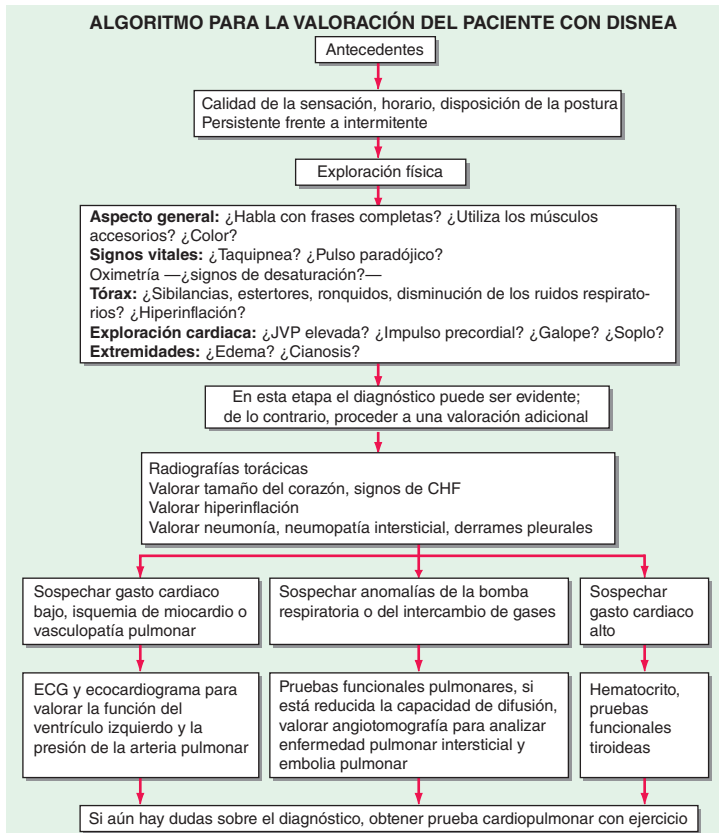 ALGORITMO PARA LA VALORACIÓN DEL PACIENTE CON DISNEA
Antecedentes
Calidad de la sensación, horario, disposición de la postura
Persistente frente a intermitente
Exploración física
Aspecto general: ¿Habla con frases completas? ¿Utiliza los músculos
accesorios? ¿Color?
Signos vitales: ¿Taquipnea? ¿Pulso paradójico?
Oximetría —¿signos de desaturación?—
Tórax: ¿Sibilancias, estertores, ronquidos, disminución de los ruidos respirato-
rios? ¿Hiperinflación?
Exploración cardiaca: ¿JVP elevada? ¿Impulso precordial? ¿Galope? ¿Soplo?
Extremidades: ¿Edema? ¿Cianosis?
En esta etapa el diagnóstico puede ser evidente;
de lo contrario, proceder a una valoración adicional
Radiografías torácicas
Valorar tamaño del corazón, signos de CHF
Valorar hiperinflación
Valorar neumonía, neumopatía intersticial, derrames pleurales
Sospechar gasto cardiaco
bajo, isquemia de miocardio o
vasculopatía pulmonar
Sospechar anomalías de la bomba
respiratoria o del intercambio de gases
Sospechar
gasto cardiaco
alto
ECG y ecocardiograma para
valorar la función del
ventrículo izquierdo y la
presión de la arteria pulmonar
Pruebas funcionales pulmonares, si
está reducida la capacidad de difusión,
valorar angiotomografía para analizar
enfermedad pulmonar intersticial y
embolia pulmonar
Hematocrito,
pruebas
funcionales
tiroideas
Si aún hay dudas sobre el diagnóstico, obtener prueba cardiopulmonar con ejercicio